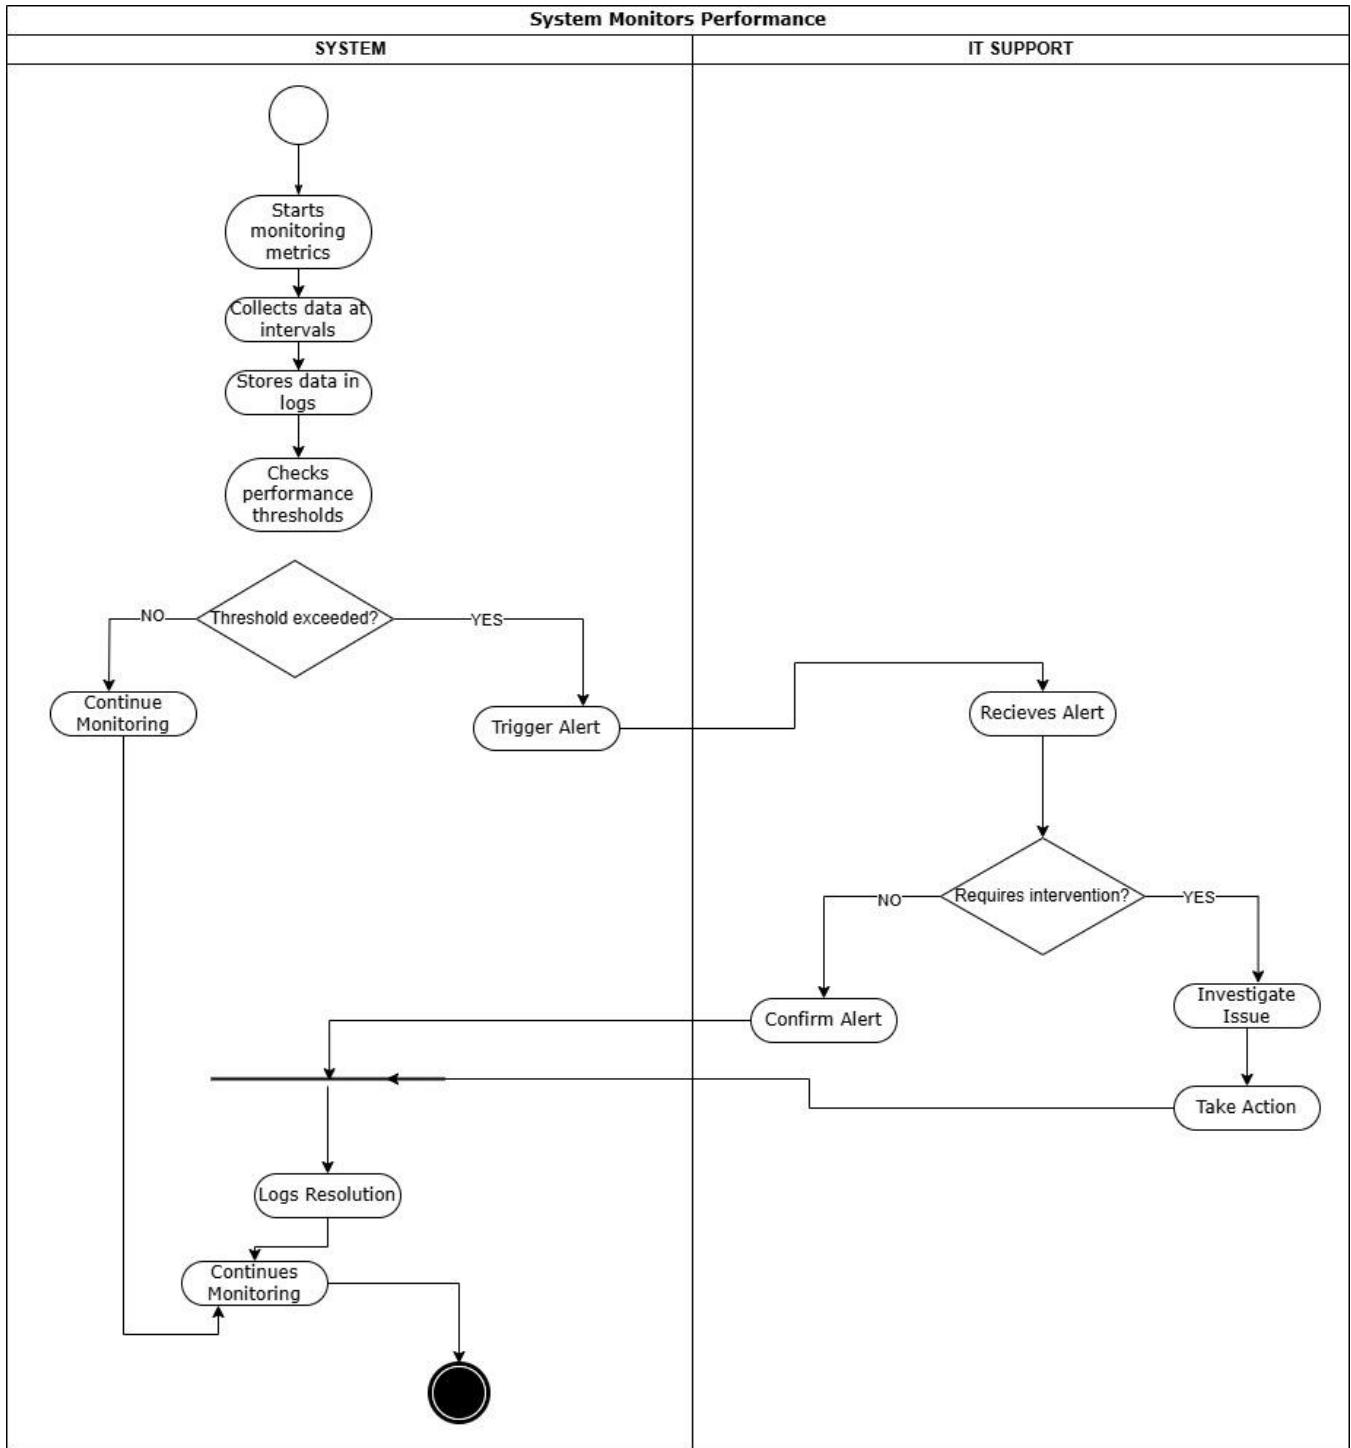 System Monitors Performance
SYSTEM
IT SUPPORT
Starts
monitoring
metrics
Collects data at
intervals
Stores data in
logs
Checks
performance
thresholds
Threshold exceeded?
NO
YES
Continue
Monitoring
Trigger Alert
Recieves Alert
Requires intervention?
NO
YES
Confirm Alert
Investigate
Issue
Take Action
Logs Resolution
Continues
Monitoring